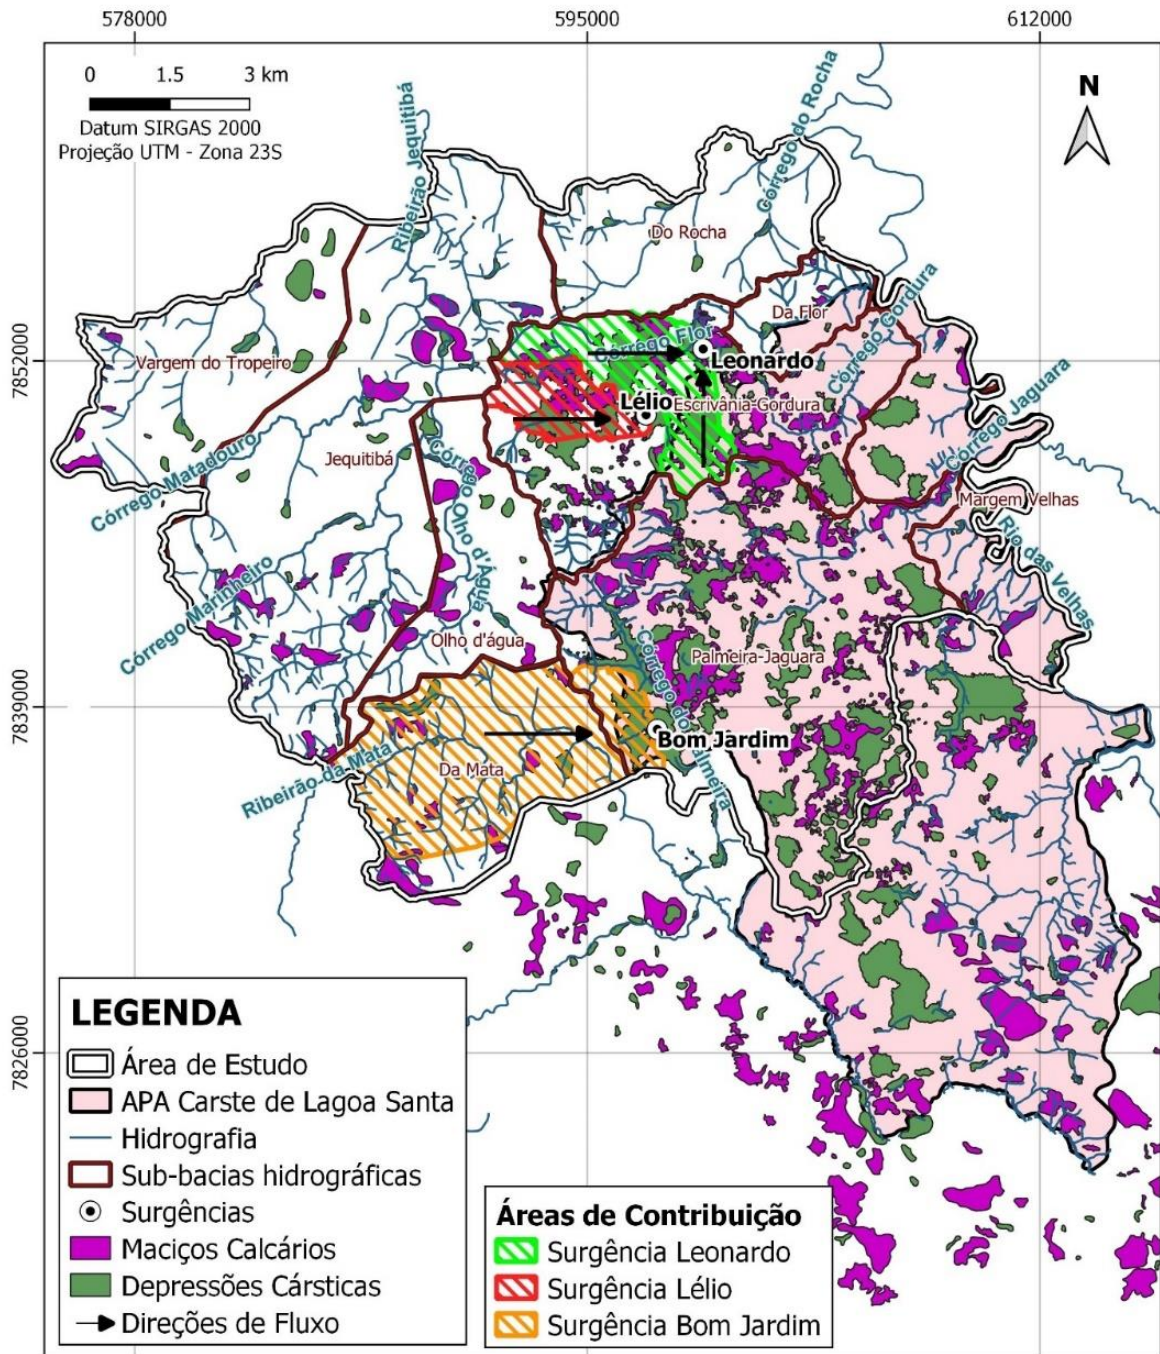 578000
595000
612000
0 1.5 3 km
Datum SIRGAS 2000
Projeção UTM - Zona 23S
N
Ribeirão Jequitibá
Córrego do Rocha
Do Rocha
Da Flor
Córrego Gordura
7852000
Vargem do Tropeiro
Córrego Flor
Leonardo
Lélio
Escrivânia-Gordura
Córrego Jaguara
Jequitibá
Córrego Matadouro
Córrego Olho d'Água
Margem Velhas
Rio das Velhas
Córrego Marinheiro
Olho d'água
Palmeira-Jaguara
Córrego do Palmeira
7839000
Bom Jardim
Da Mata
Ribeirão da Mata
7826000
LEGENDA
Área de Estudo
APA Carste de Lagoa Santa
Hidrografia
Sub-bacias hidrográficas
Surgências
Maciços Calcários
Depressões Cársticas
Direções de Fluxo
Áreas de Contribuição
Surgência Leonardo
Surgência Lélio
Surgência Bom Jardim